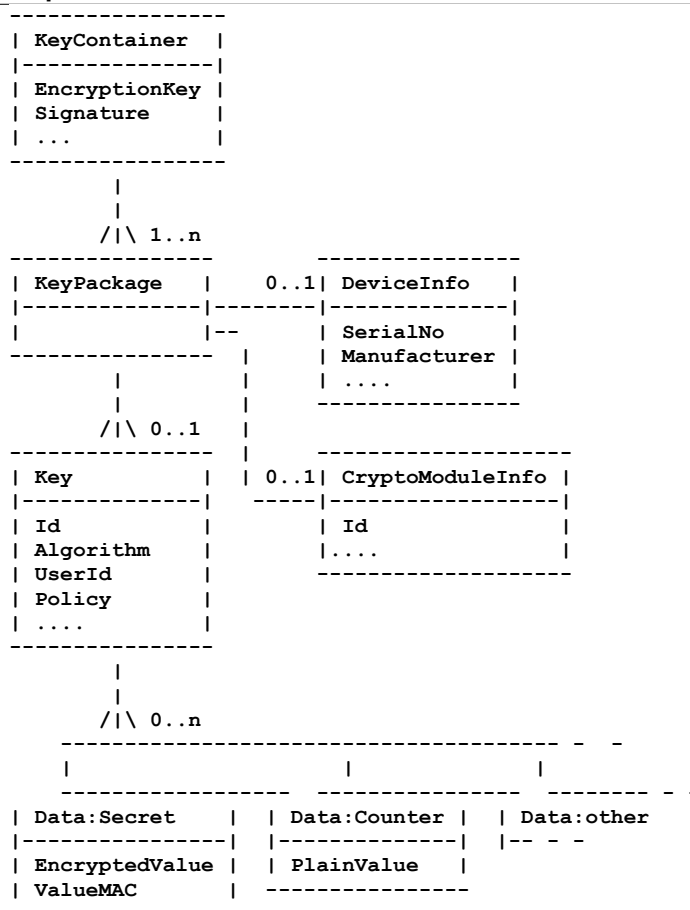 -----------------
| KeyContainer  |
|---------------|
| EncryptionKey |
| Signature     |
| ...           |
-----------------
        |
        |
       /|\ 1..n
----------------        ----------------
| KeyPackage   |    0..1| DeviceInfo   |
|--------------|--------|--------------|
|              |--      | SerialNo     |
----------------  |     | Manufacturer |
        |         |     | ....         |
        |         |     ----------------
       /|\ 0..1   |
----------------  |     --------------------
| Key          |  | 0..1| CryptoModuleInfo |
|--------------|   -----|------------------|
| Id           |        | Id               |
| Algorithm    |        |....              |
| UserId       |        --------------------
| Policy       |
| ....         |
----------------
        |
        |
       /|\ 0..n
    --------------------------------------- -  -
    |                     |              |
    ------------------  ----------------  -------- - -
| Data:Secret    |  | Data:Counter |  | Data:other
|----------------|  |--------------|  |-- - -
| EncryptedValue |  | PlainValue   |
| ValueMAC       |  ----------------